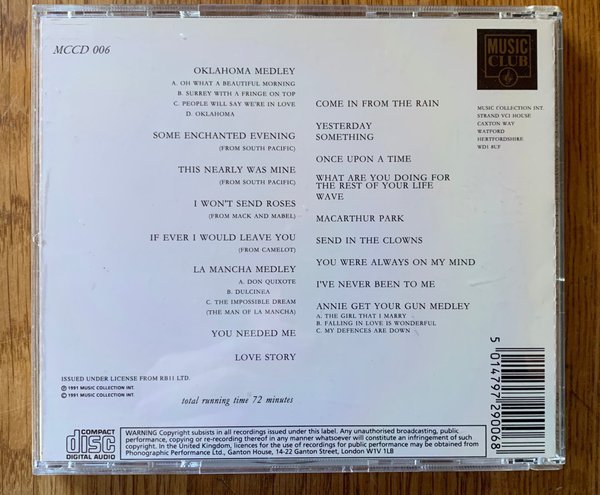 MCCD 006
OKLAHOMA MEDLEY
A. OH WHAT A BEAUTIFUL MORNING
B. SURREY WITH A FRINGE ON TOP
C. PEOPLE WILL SAY WE'RE IN LOVE
D. OKLAHOMA
SOME ENCHANTED EVENING
(FROM SOUTH PACIFIC)
THIS NEARLY WAS MINE
(FROM SOUTH PACIFIC)
I WON'T SEND ROSES
(FROM MACK AND MABEL)
IF EVER I WOULD LEAVE YOU
(FROM CAMELOT)
LA MANCHA MEDLEY
A. DON QUIXOTE
B. DULCINEA
C. THE IMPOSSIBLE DREAM
(THE MAN OF LA MANCHA)
YOU NEEDED ME
LOVE STORY
COME IN FROM THE RAIN
YESTERDAY
SOMETHING
ONCE UPON A TIME
WHAT ARE YOU DOING FOR
THE REST OF YOUR LIFE
WAVE
MACARTHUR PARK
SEND IN THE CLOWNS
YOU WERE ALWAYS ON MY MIND
I'VE NEVER BEEN TO ME
ANNIE GET YOUR GUN MEDLEY
A. THE GIRL THAT I MARRY
B. FALLING IN LOVE IS WONDERFUL
C. MY DEFENCES ARE DOWN
MUSIC
CLUB
MUSIC COLLECTION INT.
STRAND VCI HOUSE
CAXTON WAY
WATFORD
HERTFORDSHIRE
WD1 8UF
5 014797 290068
ISSUED UNDER LICENSE FROM RBII LTD.
℗ 1991 MUSIC COLLECTION INT.
© 1991 MUSIC COLLECTION INT.
total running time 72 minutes
COMPACT
disc
DIGITAL AUDIO
WARNING Copyright subsists in all recordings issued under this label. Any unauthorised broadcasting, public
performance, copying or re-recording thereof in any manner whatsoever will constitute an infringement of such
copyright. In the United Kingdom, licences for the use of recordings for public performance may be obtained from
Phonographic Performance Ltd., Ganton House, 14-22 Ganton Street, London W1V 1LB